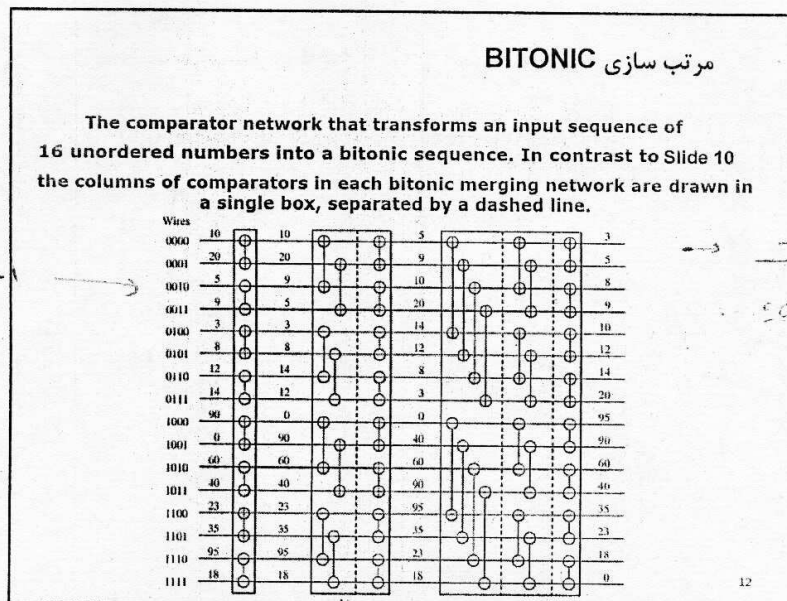 مرتب سازی BITONIC
The comparator network that transforms an input sequence of
16 unordered numbers into a bitonic sequence. In contrast to Slide 10
the columns of comparators in each bitonic merging network are drawn in
a single box, separated by a dashed line.
Wires
0000 10 10 5 3
0001 20 20 9 5
0010 5 9 10 8
0011 9 5 20 9
0100 3 3 14 10
0101 8 8 12 12
0110 12 14 8 14
0111 14 12 3 20
1000 90 0 0 95
1001 0 90 40 90
1010 60 60 60 60
1011 40 40 90 40
1100 23 23 95 35
1101 35 35 35 23
1110 95 95 23 18
1111 18 18 18 0
12